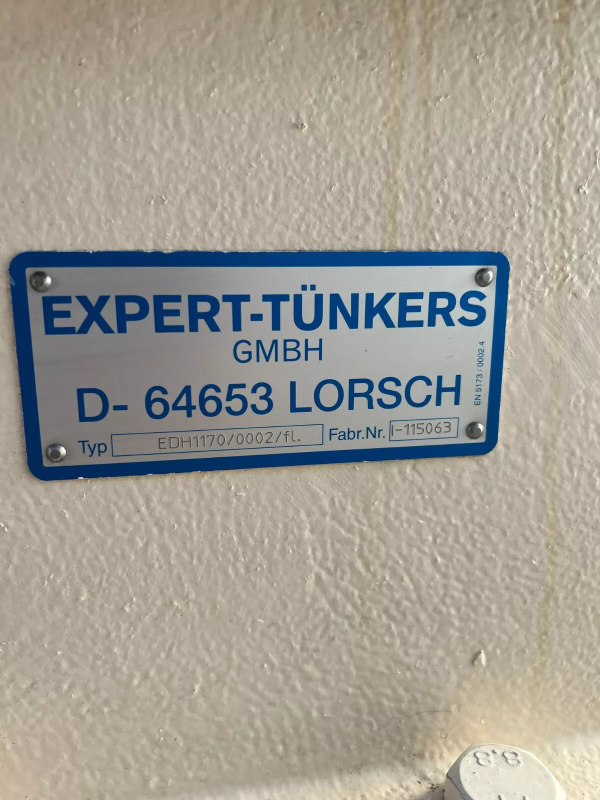 EXPERT-TÜNKERS
GMBH
D- 64653 LORSCH
Typ EDH1170/0002/fl. Fabr.Nr. I-115063
EN 5173 / 0002.4
8.8